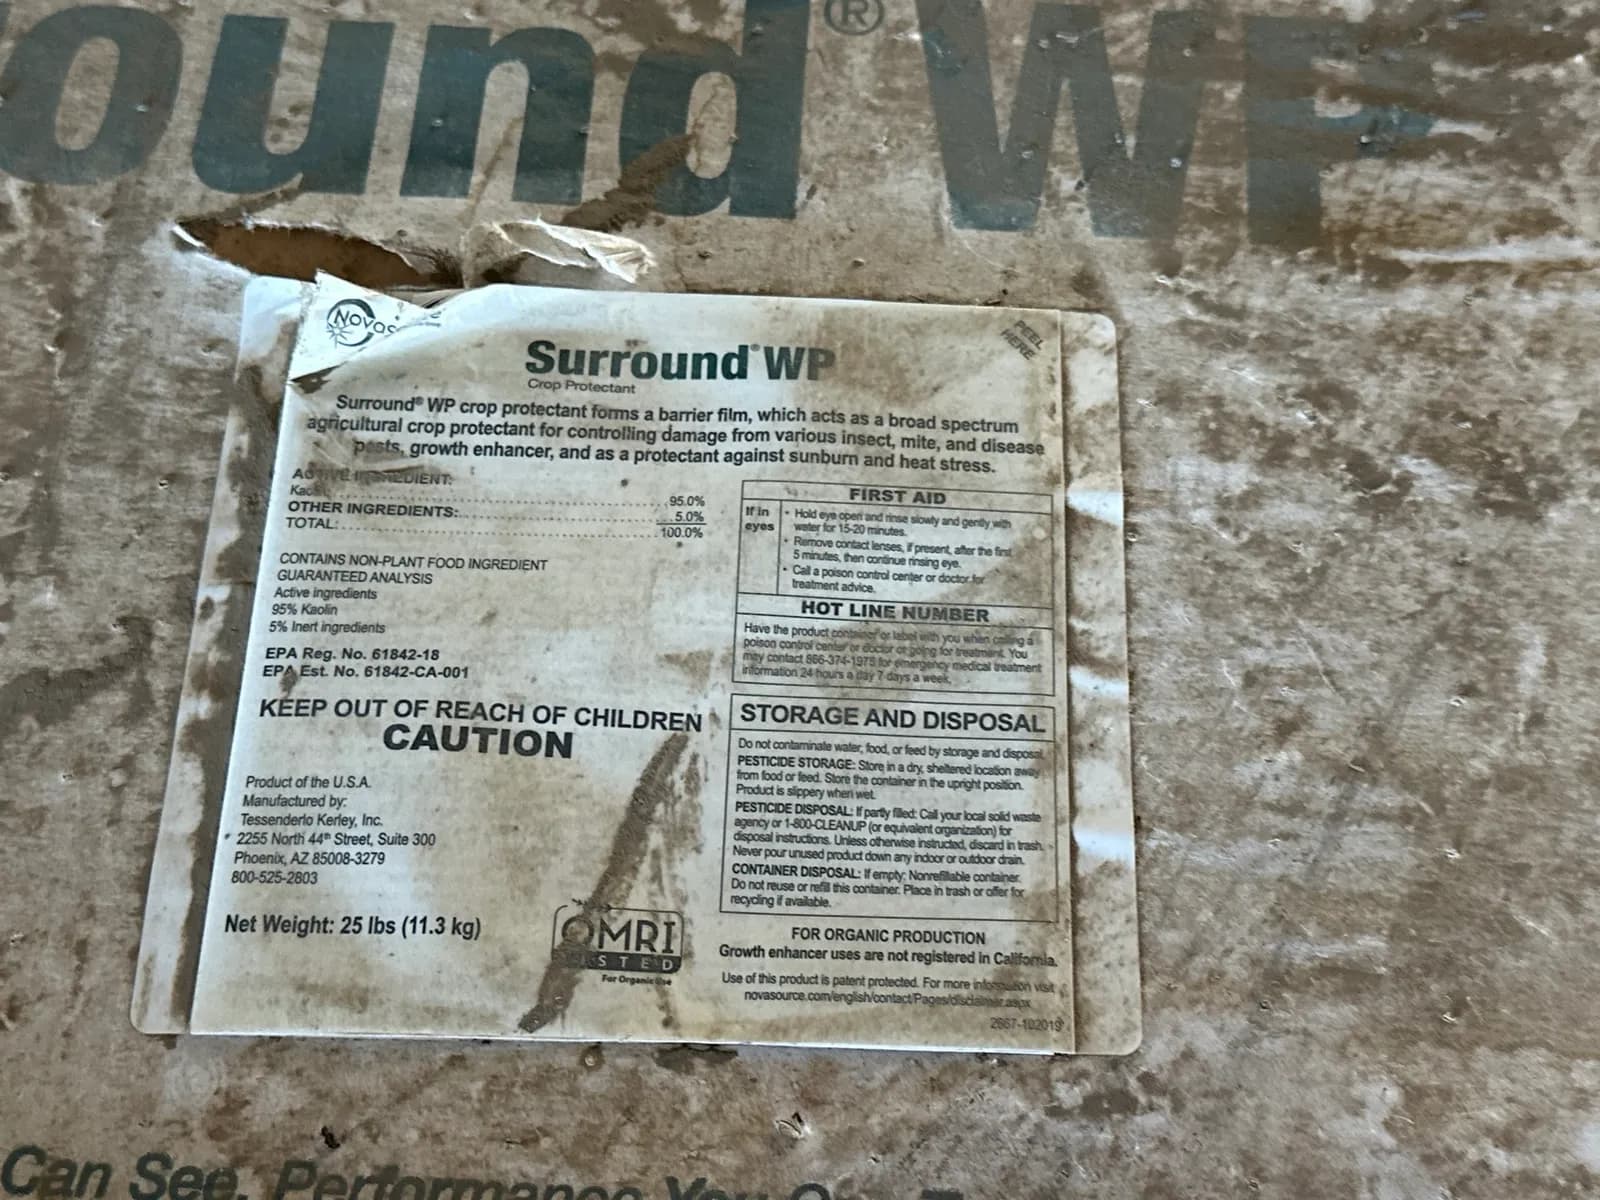 ound® WP
Surround® WP
Crop Protectant
Surround® WP crop protectant forms a barrier film, which acts as a broad spectrum
agricultural crop protectant for controlling damage from various insect, mite, and disease
pests, growth enhancer, and as a protectant against sunburn and heat stress.
PEEL
HERE
ACTIVE INGREDIENT:
Kaolin 95.0%
OTHER INGREDIENTS: 5.0%
TOTAL: 100.0%
CONTAINS NON-PLANT FOOD INGREDIENT
GUARANTEED ANALYSIS
Active ingredients
95% Kaolin
5% Inert ingredients
EPA Reg. No. 61842-18
EPA Est. No. 61842-CA-001
KEEP OUT OF REACH OF CHILDREN
CAUTION
Product of the U.S.A.
Manufactured by:
Tessenderlo Kerley, Inc.
2255 North 44th Street, Suite 300
Phoenix, AZ 85008-3279
800-525-2803
Net Weight: 25 lbs (11.3 kg)
OMRI
LISTED
For Organic Use
FIRST AID
If in
eyes
• Hold eye open and rinse slowly and gently with
water for 15-20 minutes.
• Remove contact lenses, if present, after the first
5 minutes, then continue rinsing eye.
• Call a poison control center or doctor for
treatment advice.
HOT LINE NUMBER
Have the product container or label with you when calling a
poison control center or doctor or going for treatment. You
may contact 866-374-1975 for emergency medical treatment
information 24 hours a day 7 days a week.
STORAGE AND DISPOSAL
Do not contaminate water, food, or feed by storage and disposal.
PESTICIDE STORAGE: Store in a dry, sheltered location away
from food or feed. Store the container in the upright position.
Product is slippery when wet.
PESTICIDE DISPOSAL: If partly filled: Call your local solid waste
agency or 1-800-CLEANUP (or equivalent organization) for
disposal instructions. Unless otherwise instructed, discard in trash.
Never pour unused product down any indoor or outdoor drain.
CONTAINER DISPOSAL: If empty: Nonrefillable container.
Do not reuse or refill this container. Place in trash or offer for
recycling if available.
FOR ORGANIC PRODUCTION
Growth enhancer uses are not registered in California.
Use of this product is patent protected. For more information visit
novasource.com/english/contact/Pages/disclaimer.aspx
2667-102019
Can See. Performance You